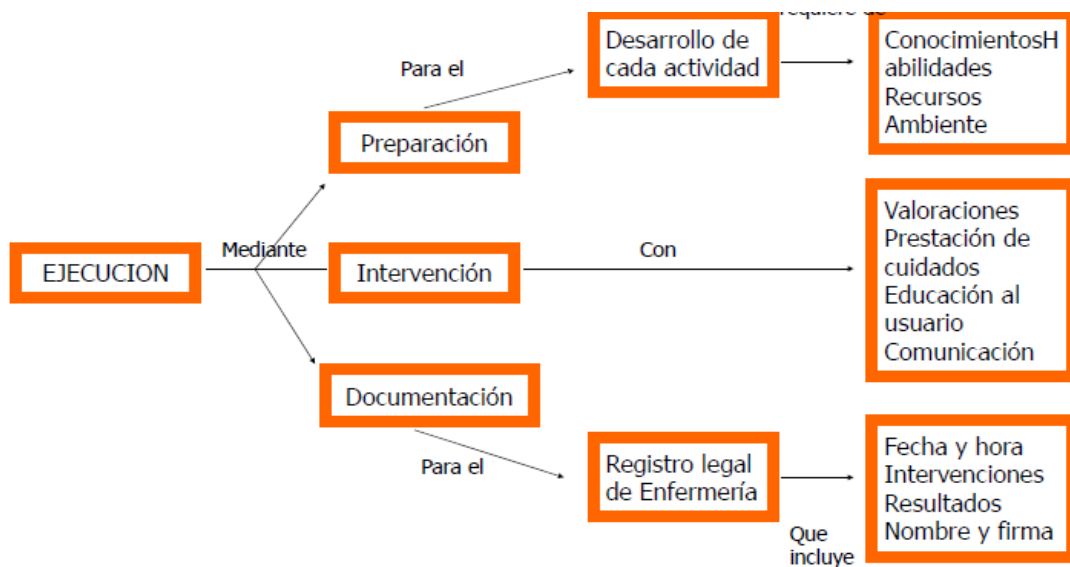 requiere de
Desarrollo de
cada actividad
ConocimientosH
abilidades
Recursos
Ambiente
Para el
Preparación
EJECUCION
Mediante
Intervención
Con
Valoraciones
Prestación de
cuidados
Educación al
usuario
Comunicación
Documentación
Para el
Registro legal
de Enfermería
Que
incluye
Fecha y hora
Intervenciones
Resultados
Nombre y firma